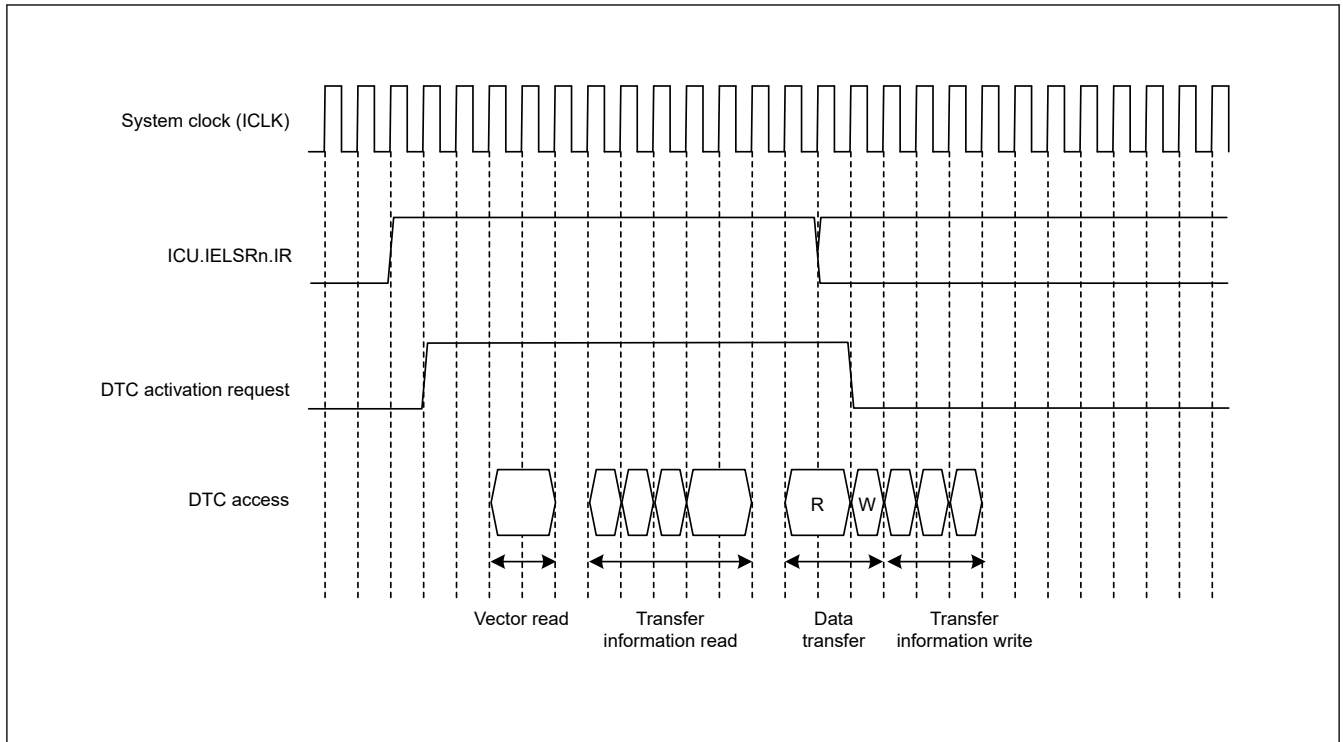 System clock (ICLK)
ICU.IELSRn.IR
DTC activation request
DTC access
R
W
Vector read
Transfer
information read
Data
transfer
Transfer
information write